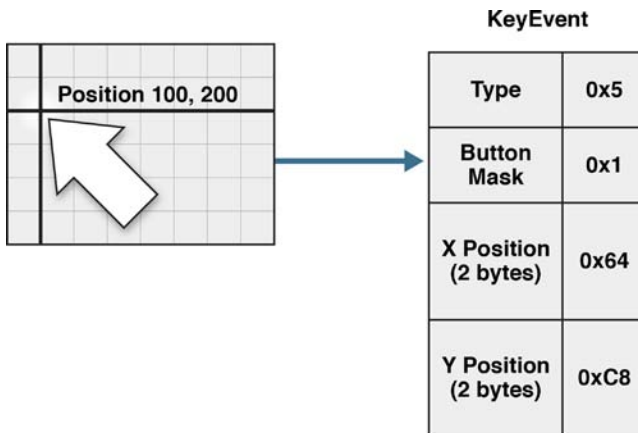 KeyEvent
Position 100, 200
Type 0x5
Button
Mask 0x1
X Position
(2 bytes) 0x64
Y Position
(2 bytes) 0xC8